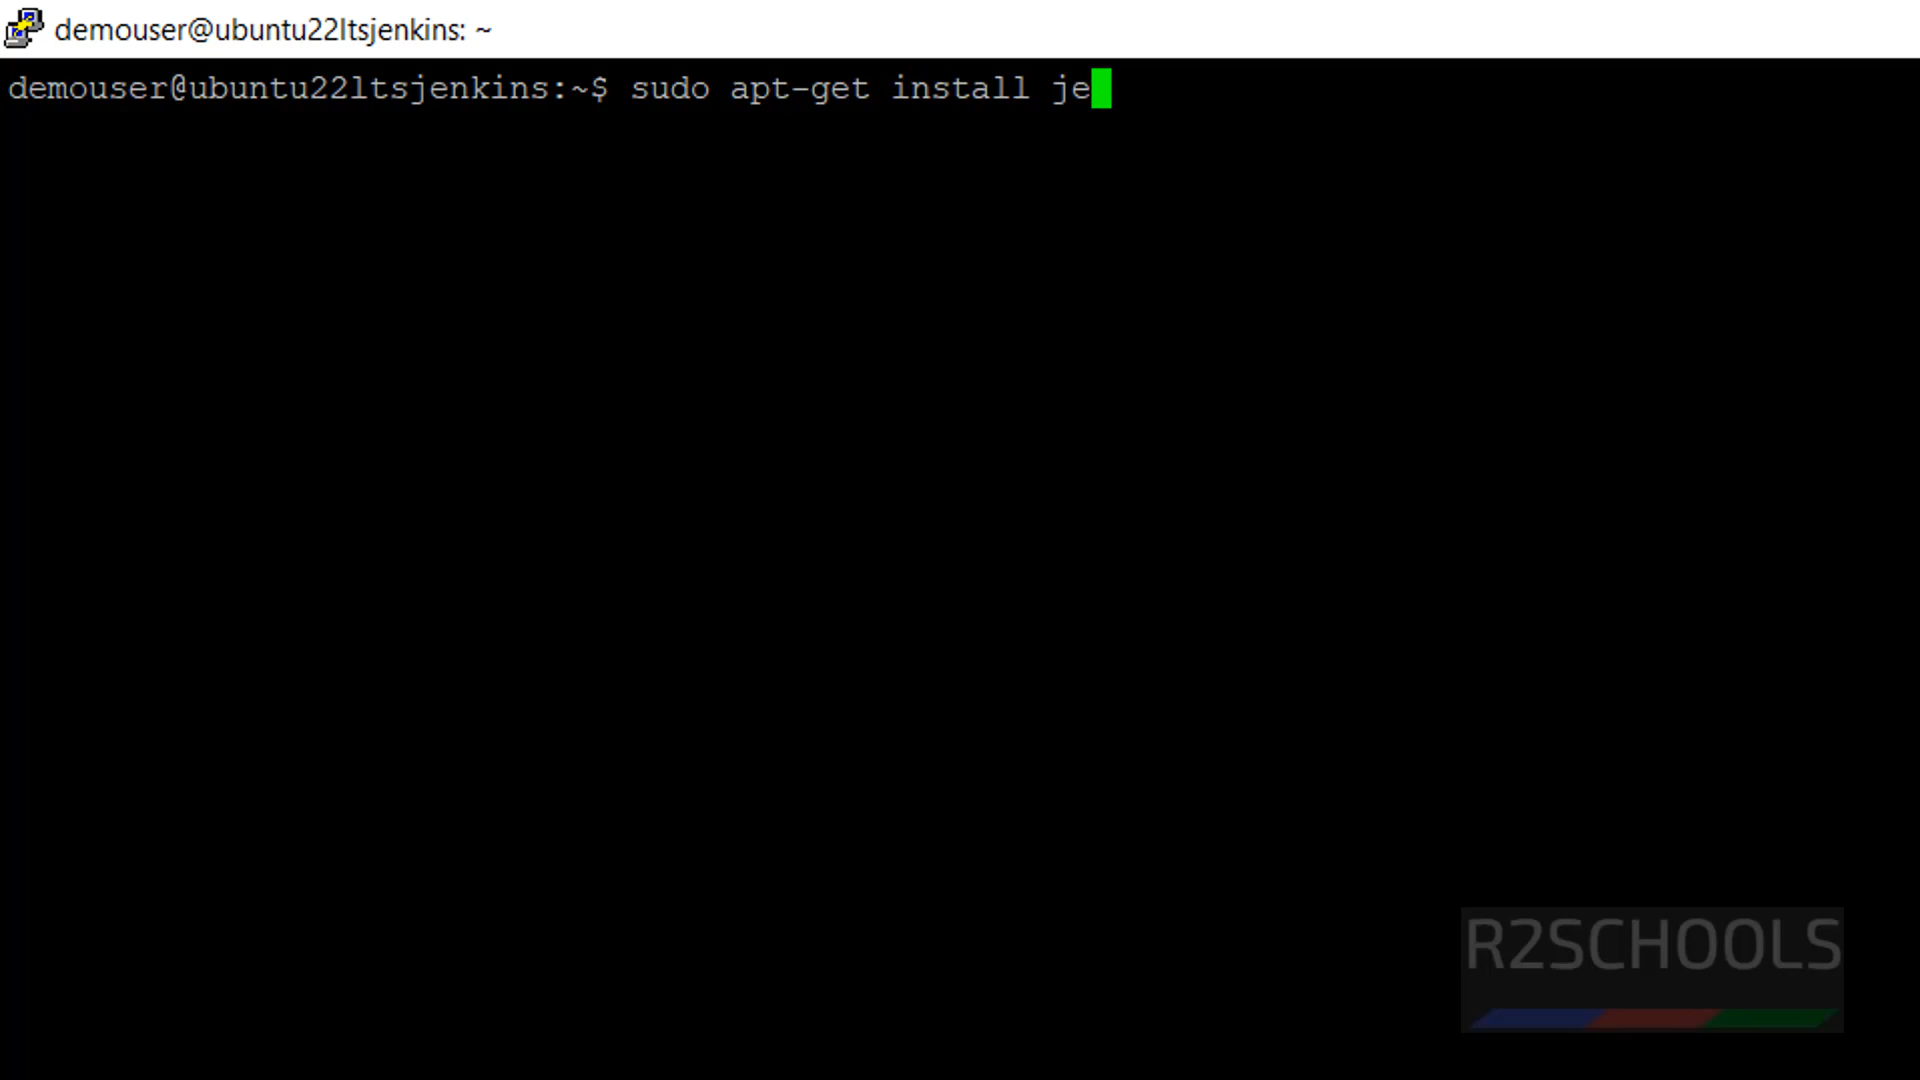 demouser@ubuntu22ltsjenkins: ~
demouser@ubuntu22ltsjenkins:~$ sudo apt-get install je
R2SCHOOLS